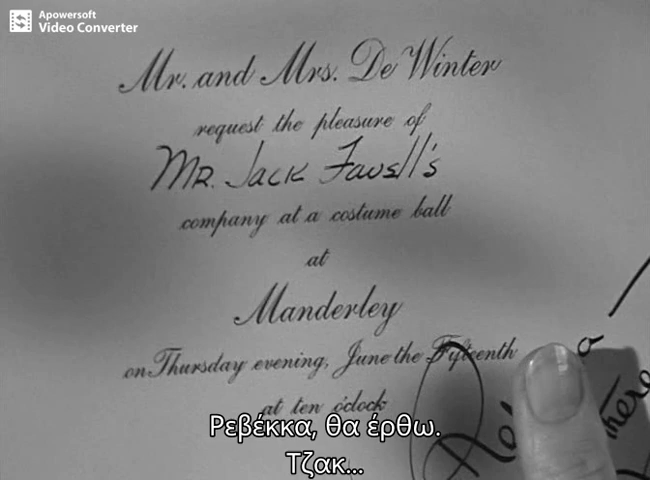 Apowersoft
Video Converter
Mr. and Mrs. De Winter
request the pleasure of
Mr. Jack Favell's
company at a costume ball
at
Manderley
on Thursday evening, June the Fifteenth
at ten o'clock
Ρεβέκκα, θα έρθω.
Τζακ...